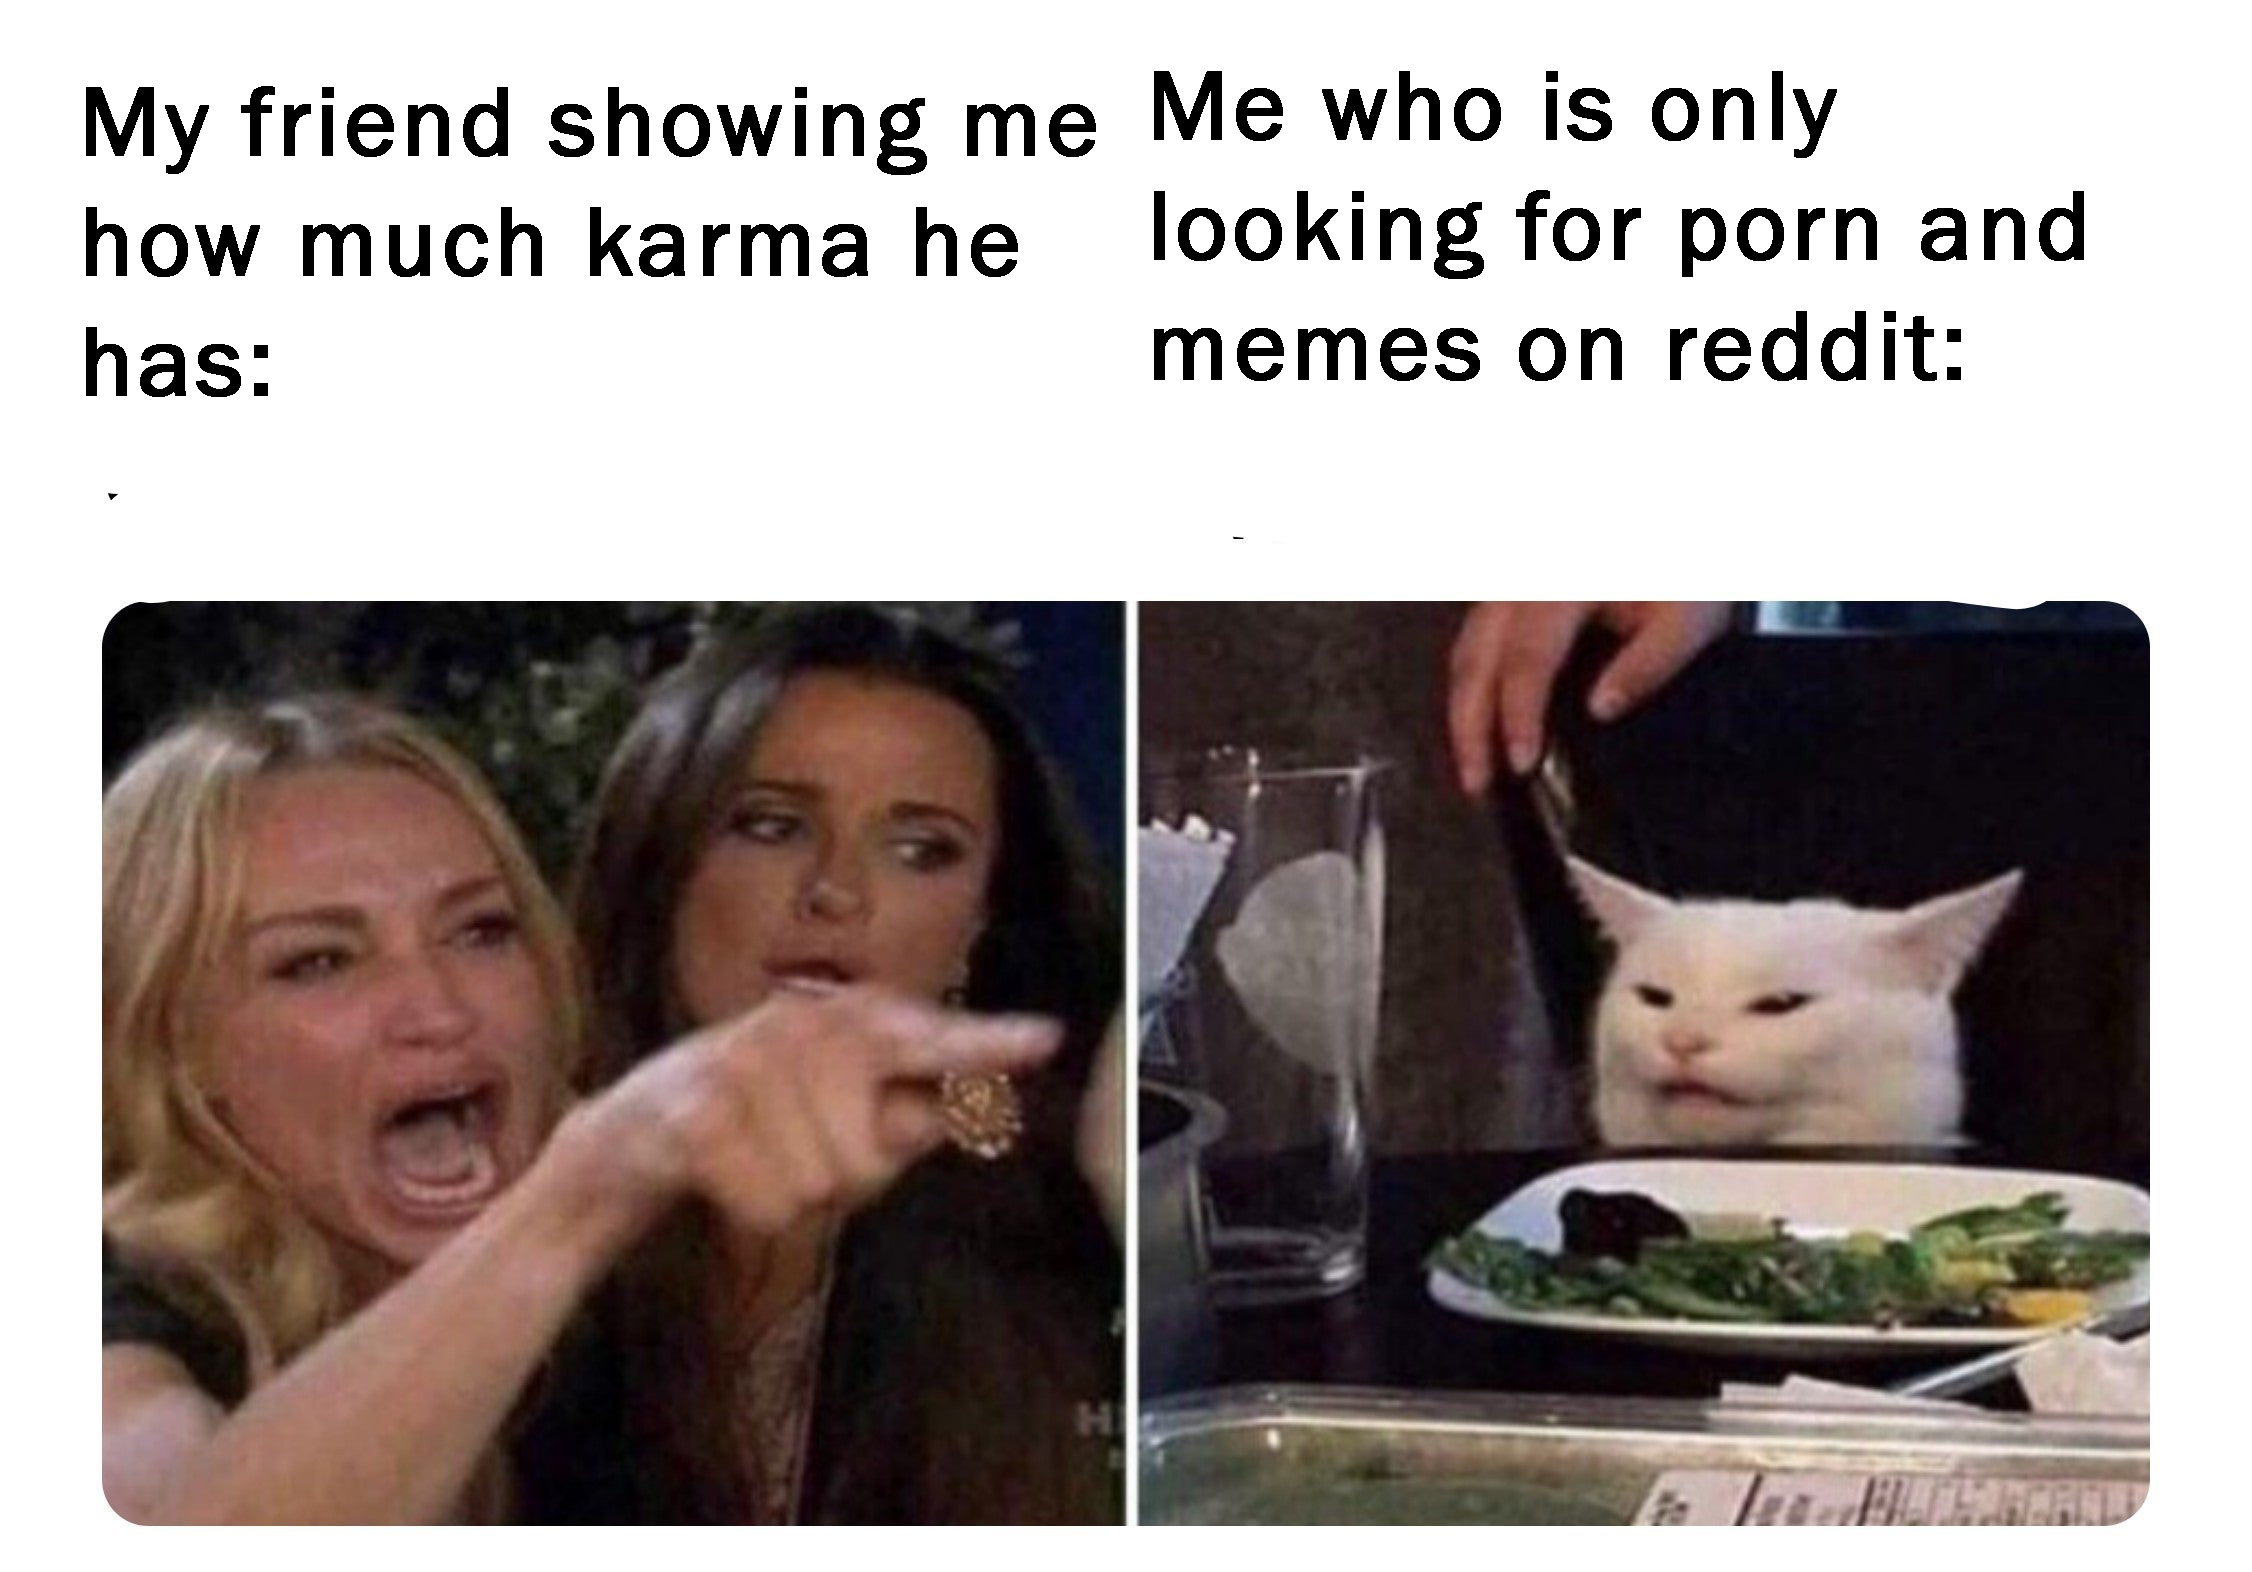 My friend showing me
how much karma he
has:
Me who is only
looking for porn and
memes on reddit:
H